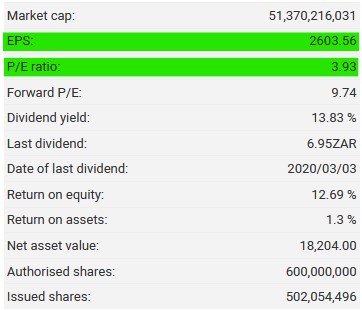 Market cap: 51,370,216,031
EPS: 2603.56
P/E ratio: 3.93
Forward P/E: 9.74
Dividend yield: 13.83 %
Last dividend: 6.95ZAR
Date of last dividend: 2020/03/03
Return on equity: 12.69 %
Return on assets: 1.3 %
Net asset value: 18,204.00
Authorised shares: 600,000,000
Issued shares: 502,054,496